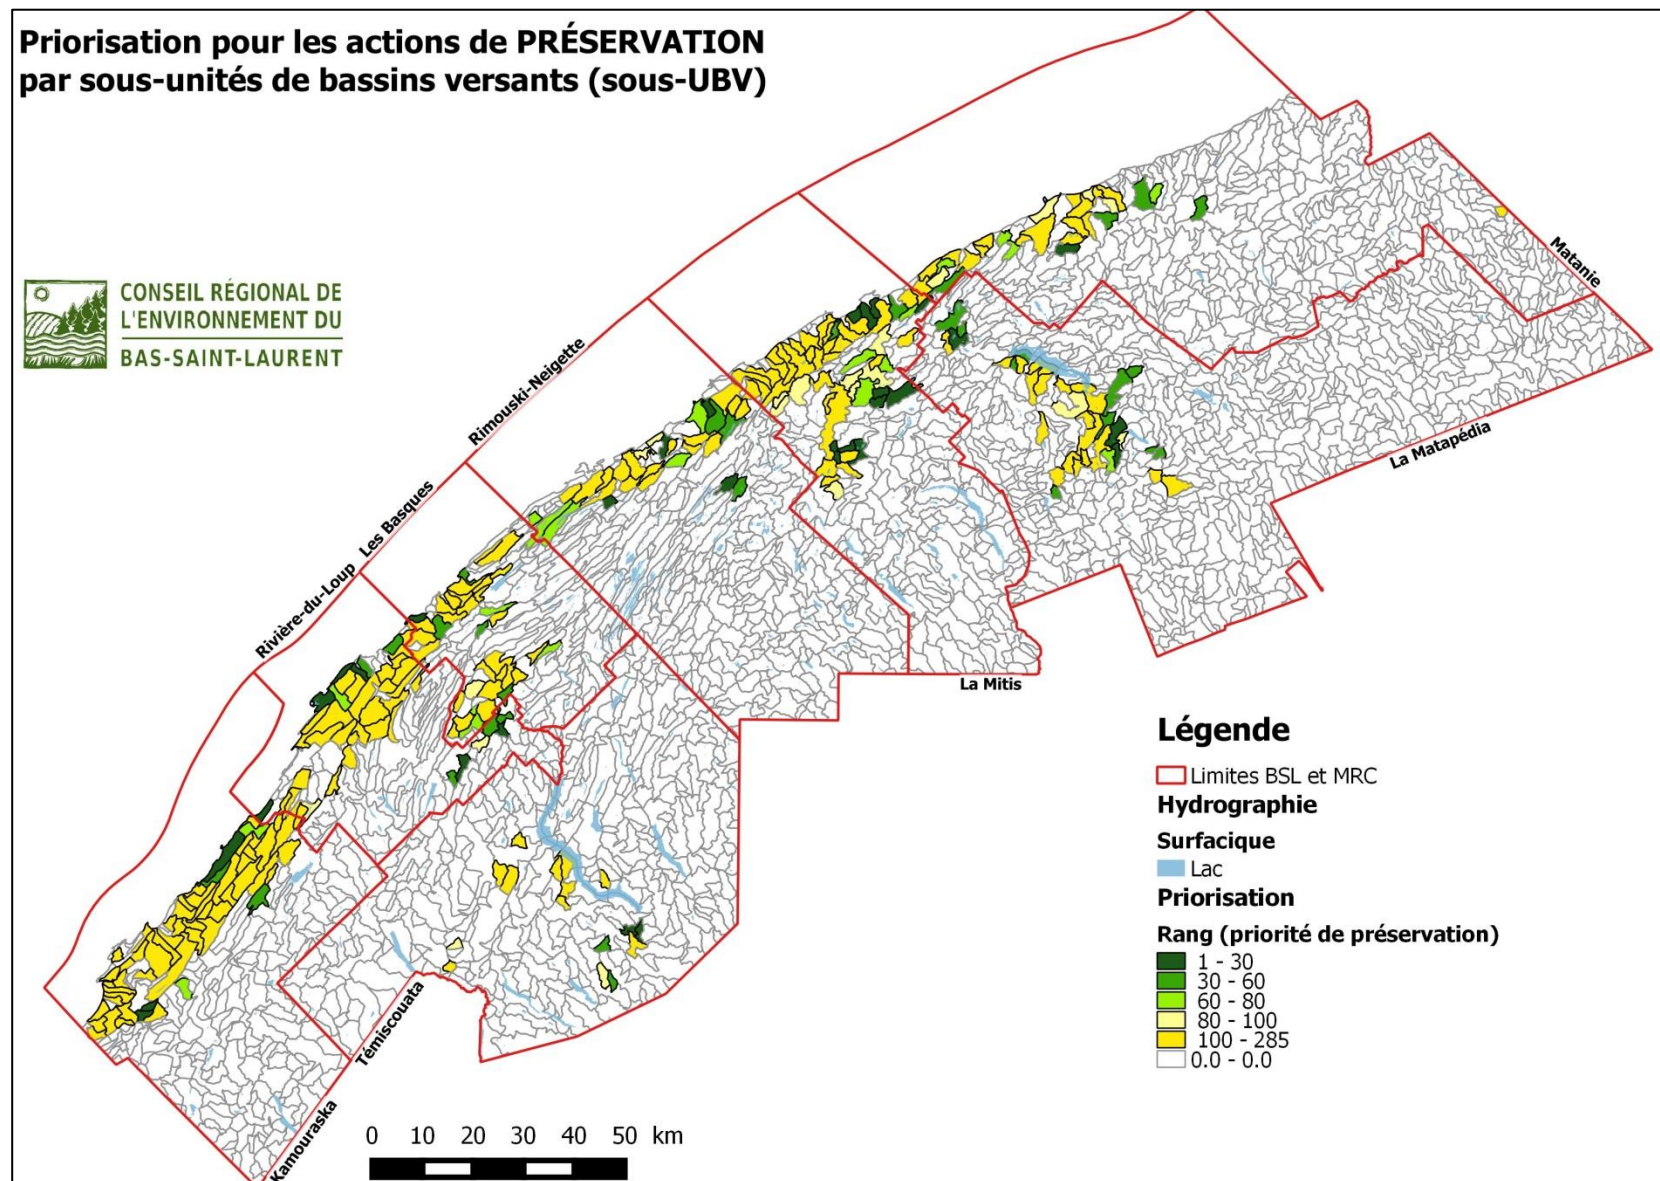 Priorisation pour les actions de PRÉSERVATION
par sous-unités de bassins versants (sous-UBV)
CONSEIL RÉGIONAL DE
L'ENVIRONNEMENT DU
BAS-SAINT-LAURENT
Matanie
La Matapédia
La Mitis
Rimouski-Neigette
Les Basques
Rivière-du-Loup
Témiscouata
Kamouraska
Légende
Limites BSL et MRC
Hydrographie
Surfacique
Lac
Priorisation
Rang (priorité de préservation)
1 - 30
30 - 60
60 - 80
80 - 100
100 - 285
0.0 - 0.0
0 10 20 30 40 50 km